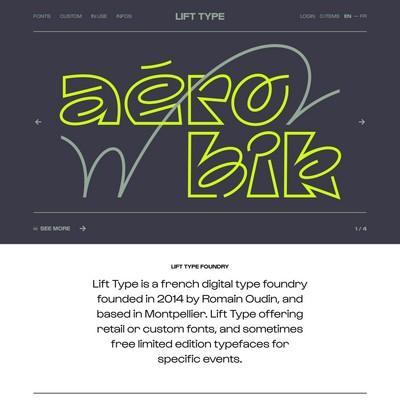 FONTS CUSTOM IN USE INFOS LIFT TYPE LOGIN 0 ITEMS EN — FR
aéro
bik
SEE MORE → 1 / 4
LIFT TYPE FOUNDRY
Lift Type is a french digital type foundry
founded in 2014 by Romain Oudin, and
based in Montpellier. Lift Type offering
retail or custom fonts, and sometimes
free limited edition typefaces for
specific events.